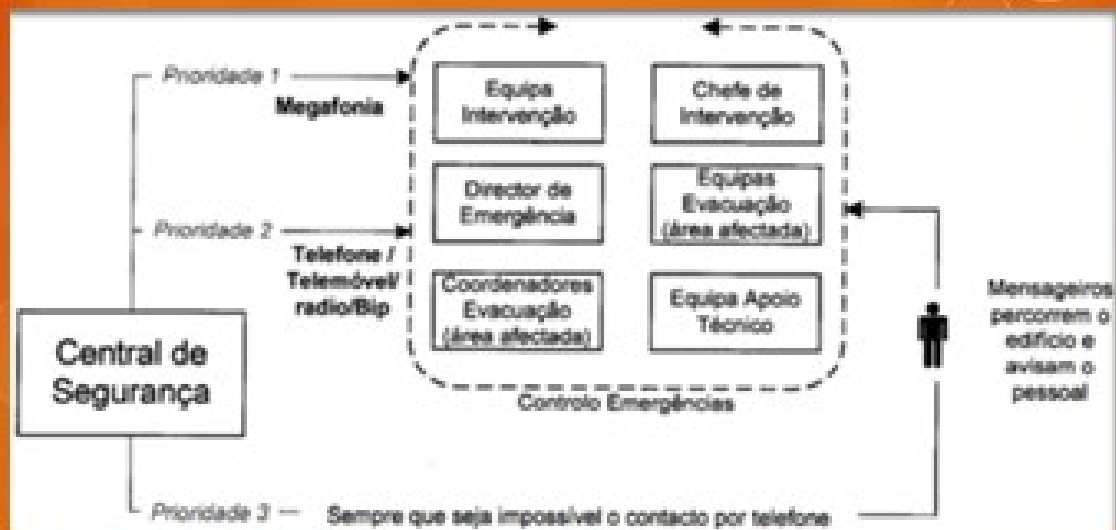 Prioridade 1
Megafonia
Equipa
Intervenção
Chefe de
Intervenção
Director de
Emergência
Equipas
Evacuação
(área afectada)
Prioridade 2
Telefone /
Telemóvel/
radio/Bip
Coordenadores
Evacuação
(área afectada)
Equipa Apoio
Técnico
Controlo Emergências
Central de
Segurança
Mensageiros
percorrem o
edifício e
avisam o
pessoal
Prioridade 3
Sempre que seja impossível o contacto por telefone